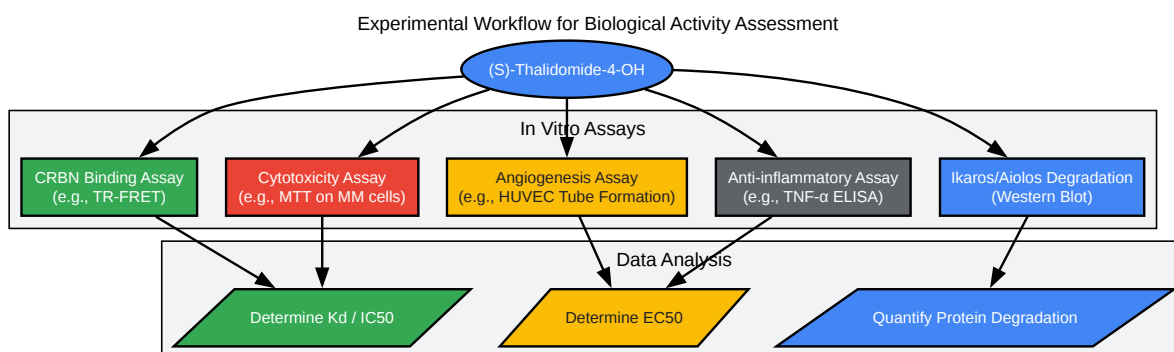 Experimental Workflow for Biological Activity Assessment
(S)-Thalidomide-4-OH
In Vitro Assays
CRBN Binding Assay
(e.g., TR-FRET)
Cytotoxicity Assay
(e.g., MTT on MM cells)
Angiogenesis Assay
(e.g., HUVEC Tube Formation)
Anti-inflammatory Assay
(e.g., TNF-α ELISA)
Ikaros/Aiolos Degradation
(Western Blot)
Data Analysis
Determine Kd / IC50
Determine EC50
Quantify Protein Degradation